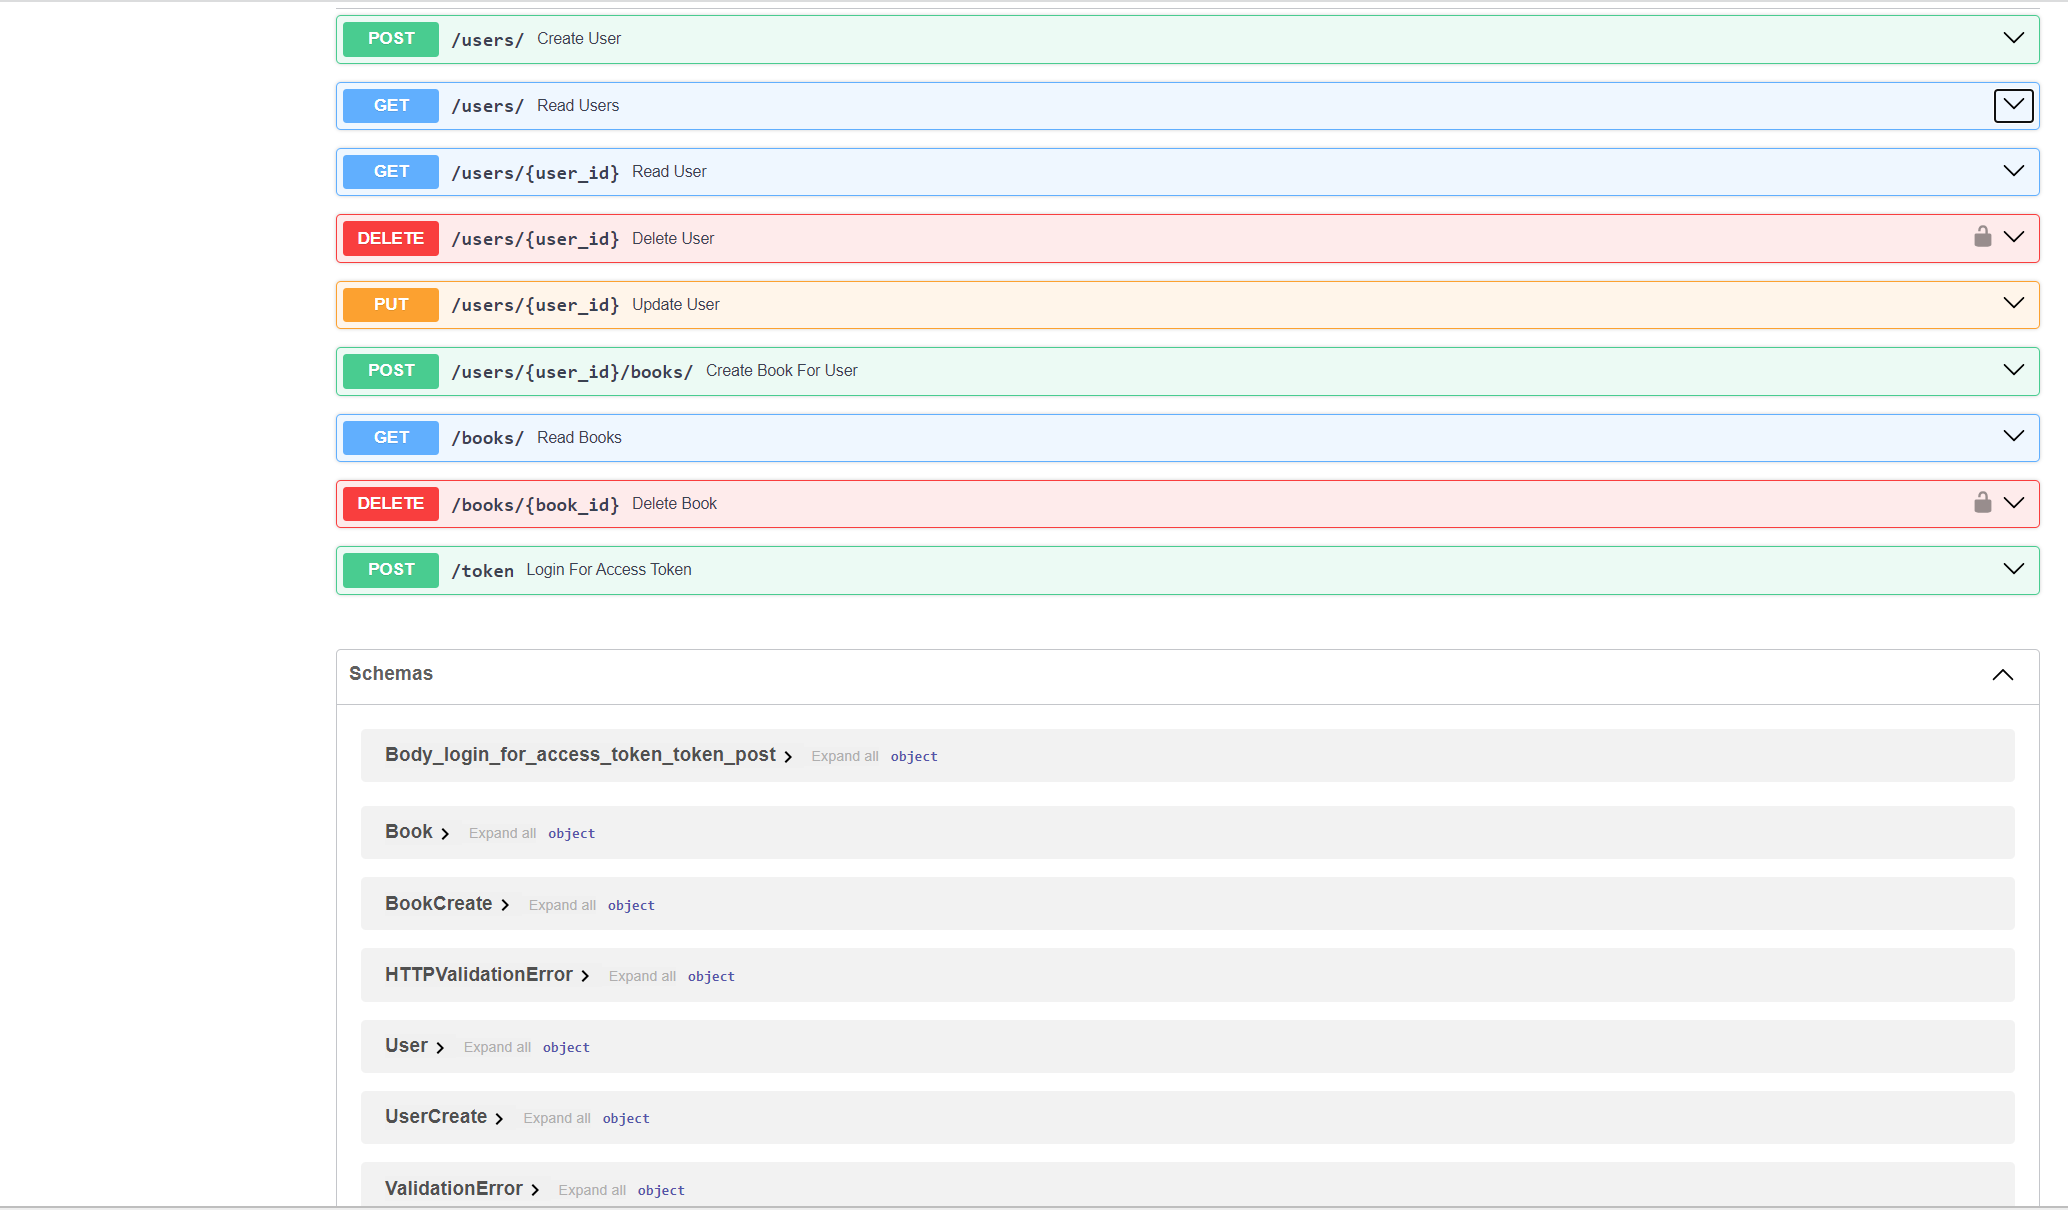 POST /users/ Create User
GET /users/ Read Users
GET /users/{user_id} Read User
DELETE /users/{user_id} Delete User
PUT /users/{user_id} Update User
POST /users/{user_id}/books/ Create Book For User
GET /books/ Read Books
DELETE /books/{book_id} Delete Book
POST /token Login For Access Token
Schemas
Body_login_for_access_token_token_post Expand all object
Book Expand all object
BookCreate Expand all object
HTTPValidationError Expand all object
User Expand all object
UserCreate Expand all object
ValidationError Expand all object